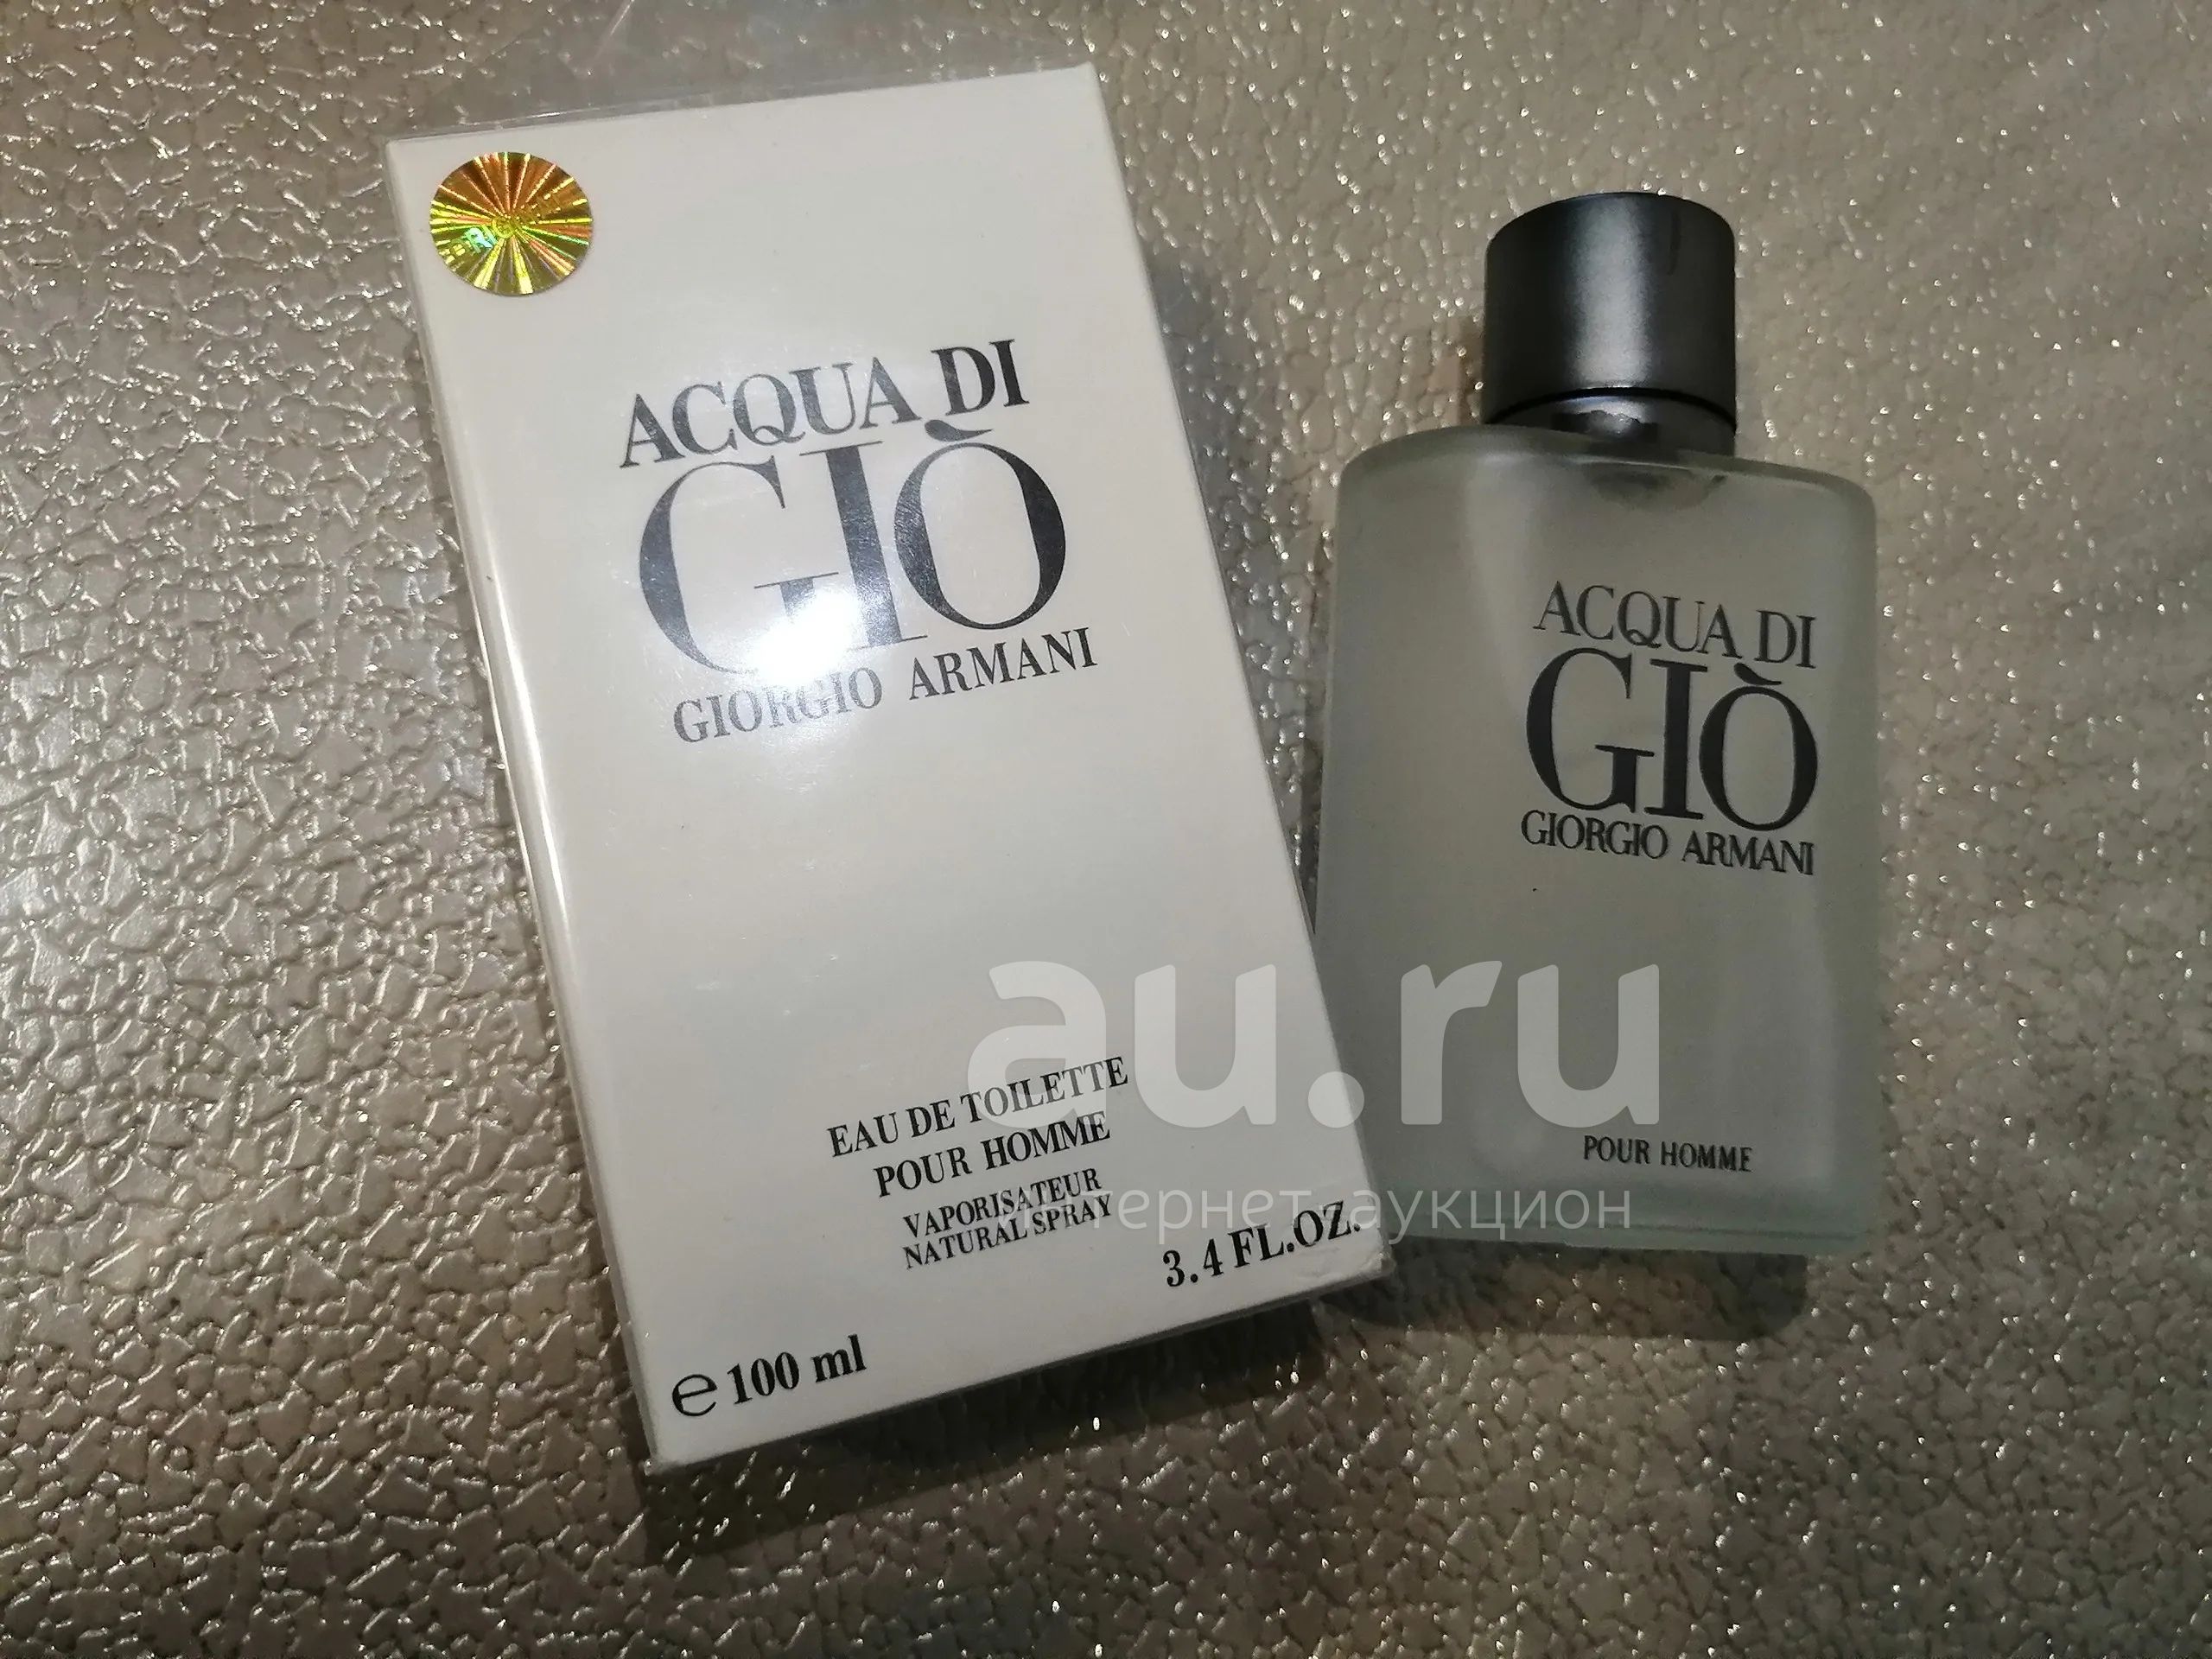 ACQUA DI
GIÒ
GIORGIO ARMANI
EAU DE TOILETTE
POUR HOMME
VAPORISATEUR
NATURAL SPRAY
3.4 FL.OZ.
e 100 ml
ACQUA DI
GIÒ
GIORGIO ARMANI
POUR HOMME
au.ru
интернет аукцион